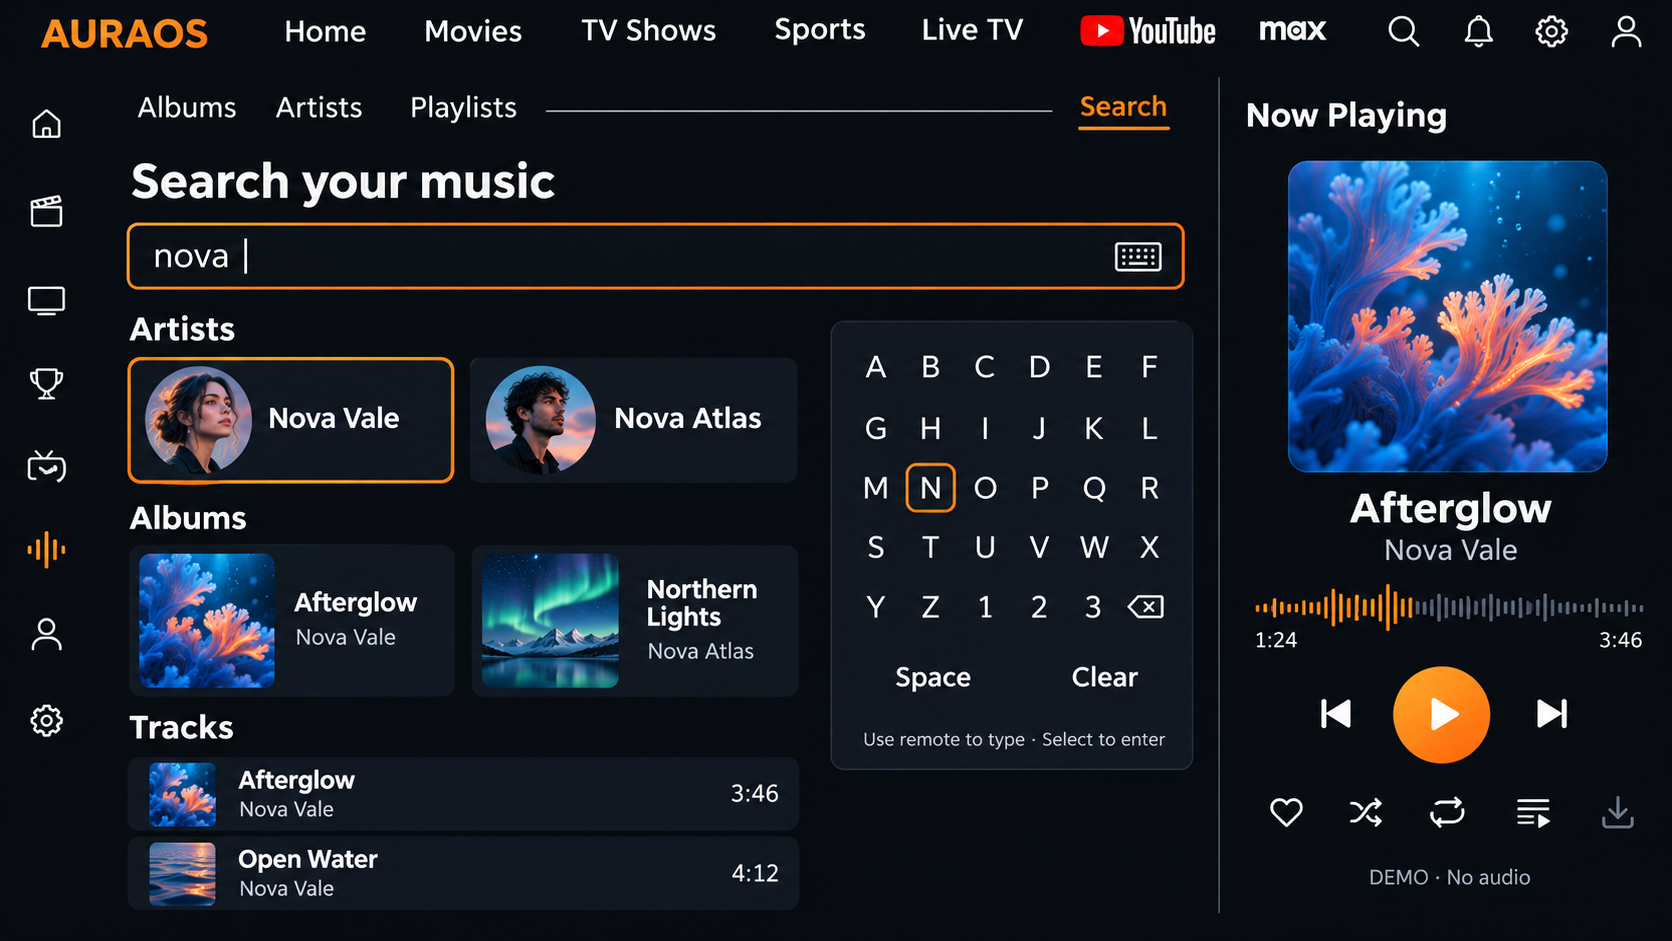 AURAOS
Home
Movies
TV Shows
Sports
Live TV
YouTube
max
Albums
Artists
Playlists
Search
Search your music
nova
Artists
Nova Vale
Nova Atlas
Albums
Afterglow
Nova Vale
Northern
Lights
Nova Atlas
Tracks
Afterglow
Nova Vale
3:46
Open Water
Nova Vale
4:12
A B C D E F
G H I J K L
M N O P Q R
S T U V W X
Y Z 1 2 3
Space
Clear
Use remote to type · Select to enter
Now Playing
Afterglow
Nova Vale
1:24
3:46
DEMO · No audio